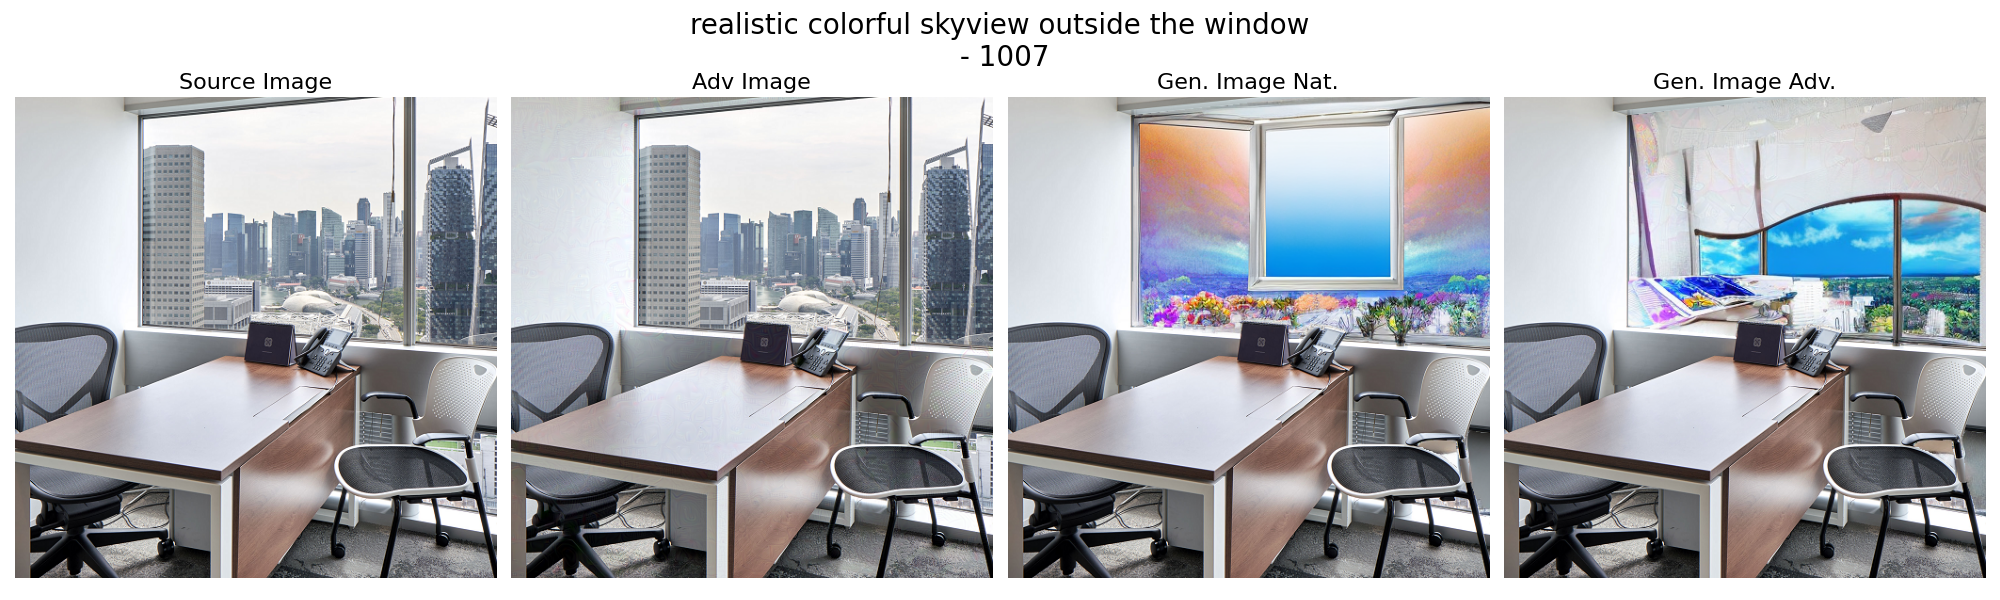 realistic colorful skyview outside the window
- 1007
Source Image
Adv Image
Gen. Image Nat.
Gen. Image Adv.